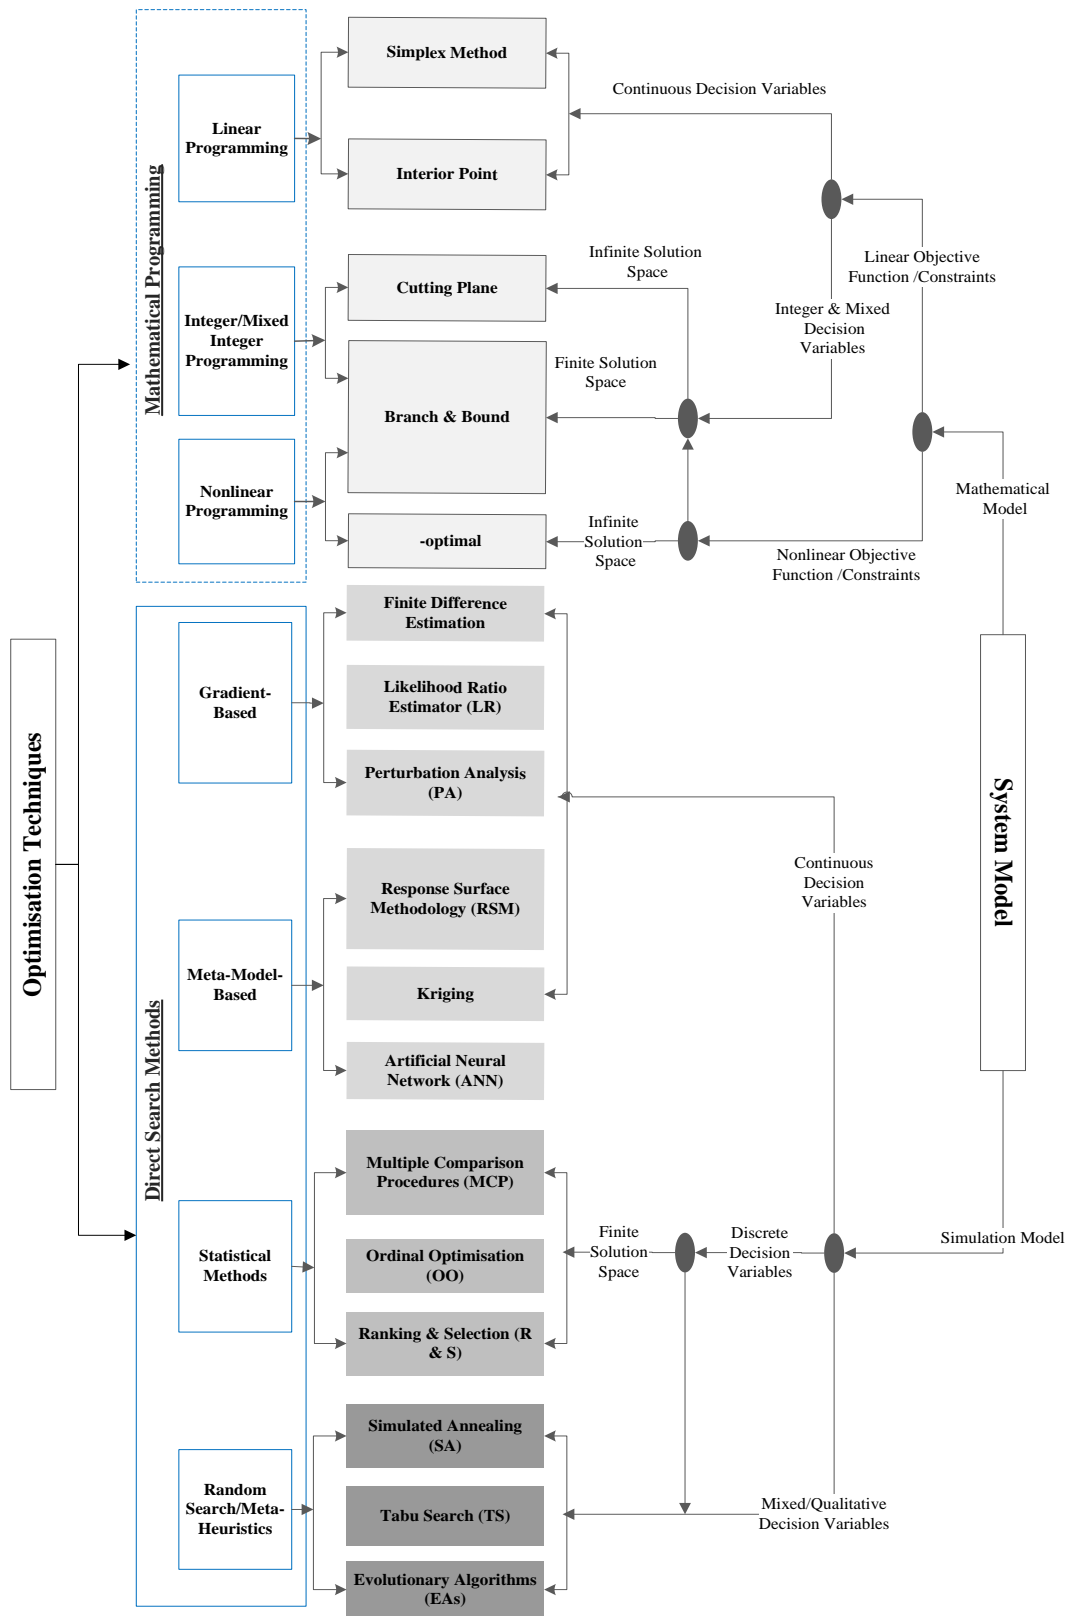 Optimisation Techniques
Mathematical Programming
Linear
Programming
Integer/Mixed
Integer
Programming
Nonlinear
Programming
Simplex Method
Interior Point
Cutting Plane
Branch & Bound
-optimal
Continuous Decision Variables
Infinite Solution
Space
Finite Solution
Space
Infinite
Solution
Space
Integer & Mixed
Decision
Variables
Linear Objective
Function /Constraints
Nonlinear Objective
Function /Constraints
Mathematical
Model
Direct Search Methods
Gradient-
Based
Meta-Model-
Based
Statistical
Methods
Random
Search/Meta-
Heuristics
Finite Difference
Estimation
Likelihood Ratio
Estimator (LR)
Perturbation Analysis
(PA)
Response Surface
Methodology (RSM)
Kriging
Artificial Neural
Network (ANN)
Multiple Comparison
Procedures (MCP)
Ordinal Optimisation
(OO)
Ranking & Selection (R
& S)
Simulated Annealing
(SA)
Tabu Search (TS)
Evolutionary Algorithms
(EAs)
Continuous
Decision
Variables
Finite
Solution
Space
Discrete
Decision
Variables
Mixed/Qualitative
Decision Variables
Simulation Model
System Model